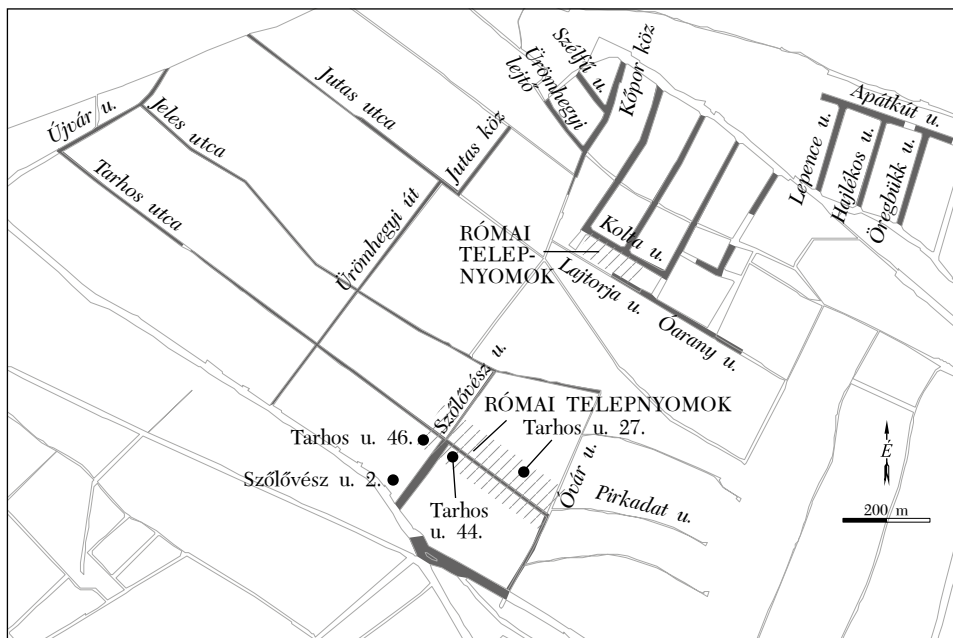 Újvár u.
Jeles utca
Tarhos utca
Jutas utca
Jutas köz
Ürömhegyi út
Szélfű u.
Ürömhegyi
lejtő
Kőpor köz
Kolta u.
RÓMAI
TELEP-
NYOMOK
Lajtorja u.
Óarany u.
Apátkút u.
Lepence u.
Hajlékos u.
Öregbükk u.
Szőlővész u.
RÓMAI TELEPNYOMOK
Tarhos u. 27.
Tarhos u. 46.
Szőlővész u. 2.
Tarhos
u. 44.
Óvár u.
Pirkadat u.
É
200 m